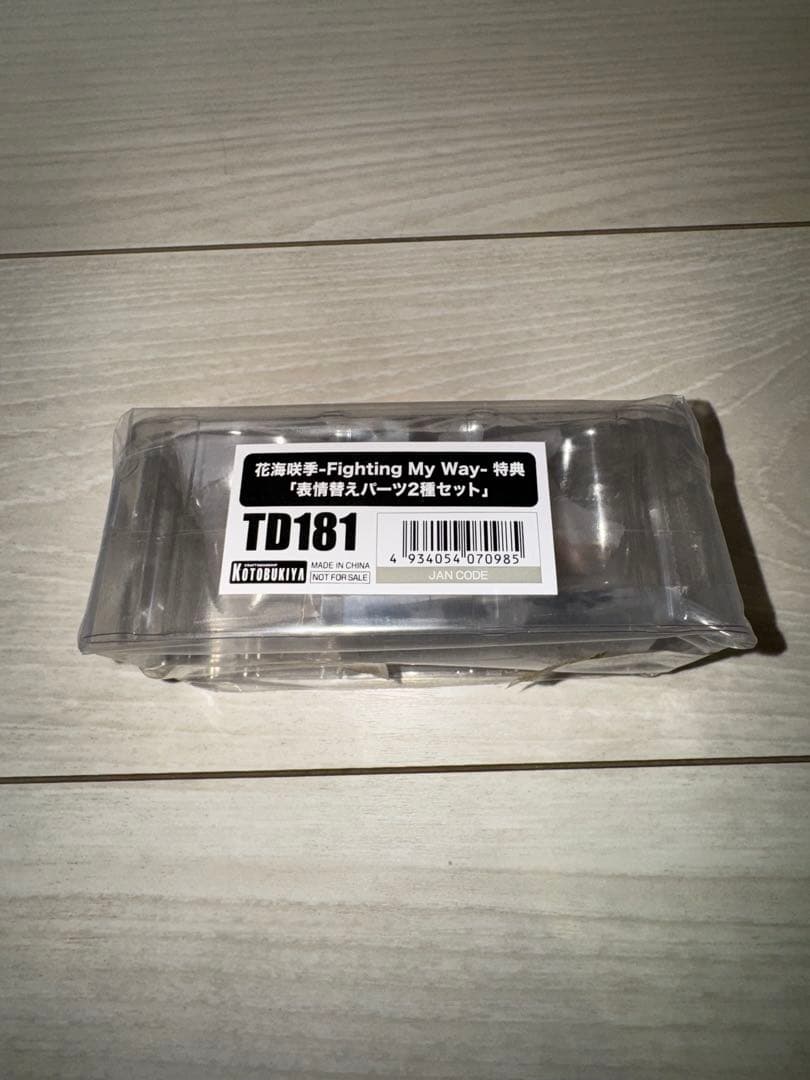 花海咲季-Fighting My Way- 特典
「表情替えパーツ2種セット」
TD181
KOTOBUKIYA
MADE IN CHINA
NOT FOR SALE
4 934054 070985
JAN CODE